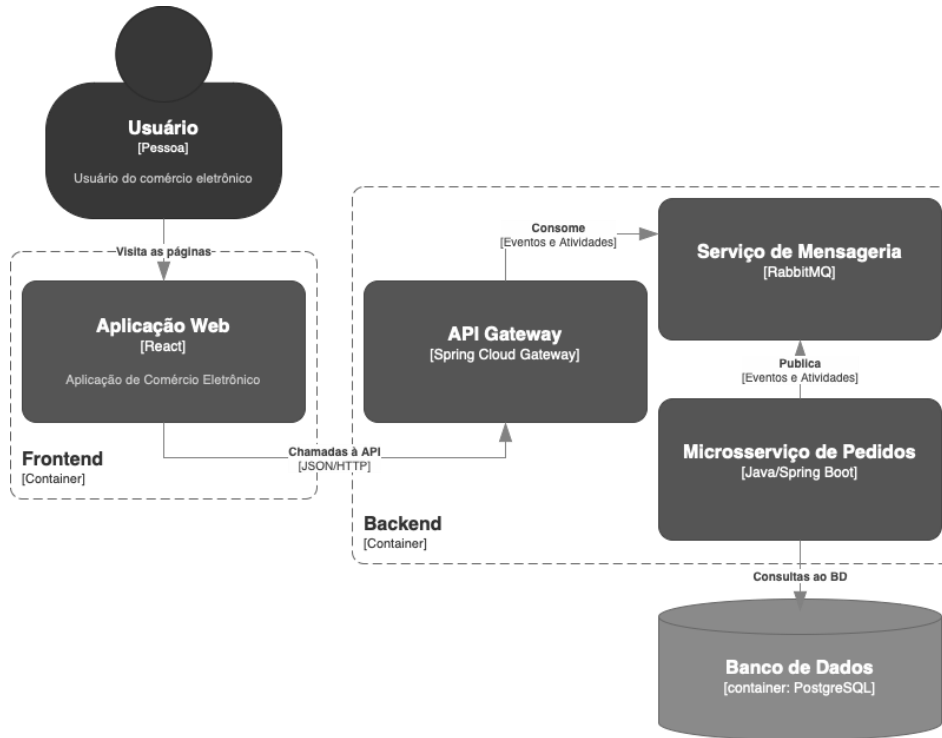 Usuário
[Pessoa]
Usuário do comércio eletrônico
Visita as páginas
Aplicação Web
[React]
Aplicação de Comércio Eletrônico
Frontend
[Container]
Chamadas à API
[JSON/HTTP]
Consome
[Eventos e Atividades]
API Gateway
[Spring Cloud Gateway]
Serviço de Mensageria
[RabbitMQ]
Publica
[Eventos e Atividades]
Microsserviço de Pedidos
[Java/Spring Boot]
Backend
[Container]
Consultas ao BD
Banco de Dados
[container: PostgreSQL]